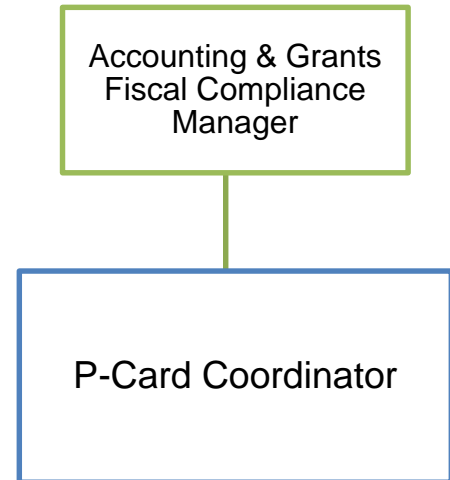 Accounting & Grants
Fiscal Compliance
Manager
P-Card Coordinator